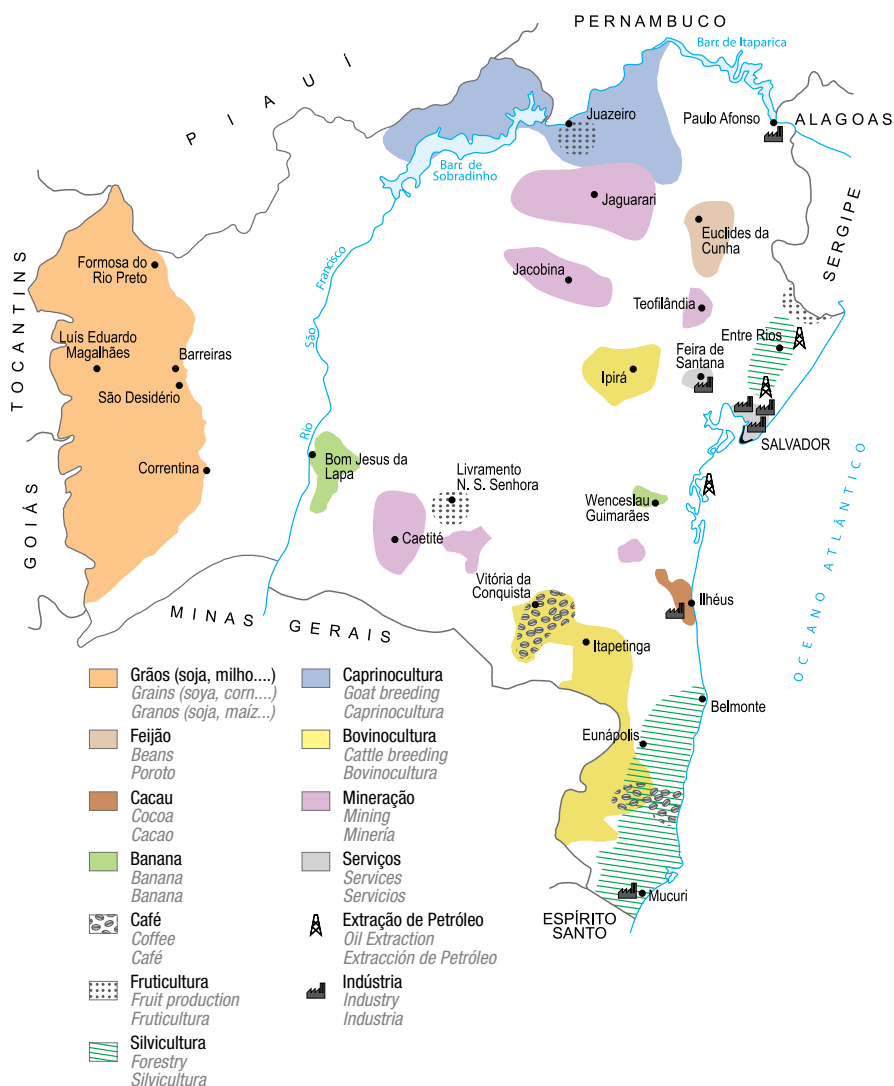 PERNAMBUCO
Barr. de Itaparica
PIAUÍ
Juazeiro
Paulo Afonso
ALAGOAS
Barr. de
Sobradinho
Jaguarari
SERGIPE
Euclides da
Cunha
TOCANTINS
Formosa do
Rio Preto
Rio São Francisco
Jacobina
Teofilândia
Luís Eduardo
Magalhães
Barreiras
São Desidério
Entre Rios
Feira de
Santana
Ipirá
SALVADOR
OCEANO ATLÂNTICO
GOIÁS
Correntina
Bom Jesus da
Lapa
Livramento
N. S. Senhora
Wenceslau
Guimarães
Caetité
Vitória da
Conquista
Ilhéus
MINAS GERAIS
Itapetinga
Belmonte
Eunápolis
Mucuri
ESPÍRITO
SANTO
Grãos (soja, milho....)
Grains (soya, corn....)
Granos (soja, maíz...)
Feijão
Beans
Poroto
Cacau
Cocoa
Cacao
Banana
Banana
Banana
Café
Coffee
Café
Fruticultura
Fruit production
Fruticultura
Silvicultura
Forestry
Silvicultura
Caprinocultura
Goat breeding
Caprinocultura
Bovinocultura
Cattle breeding
Bovinocultura
Mineração
Mining
Minería
Serviços
Services
Servicios
Extração de Petróleo
Oil Extraction
Extracción de Petróleo
Indústria
Industry
Industria